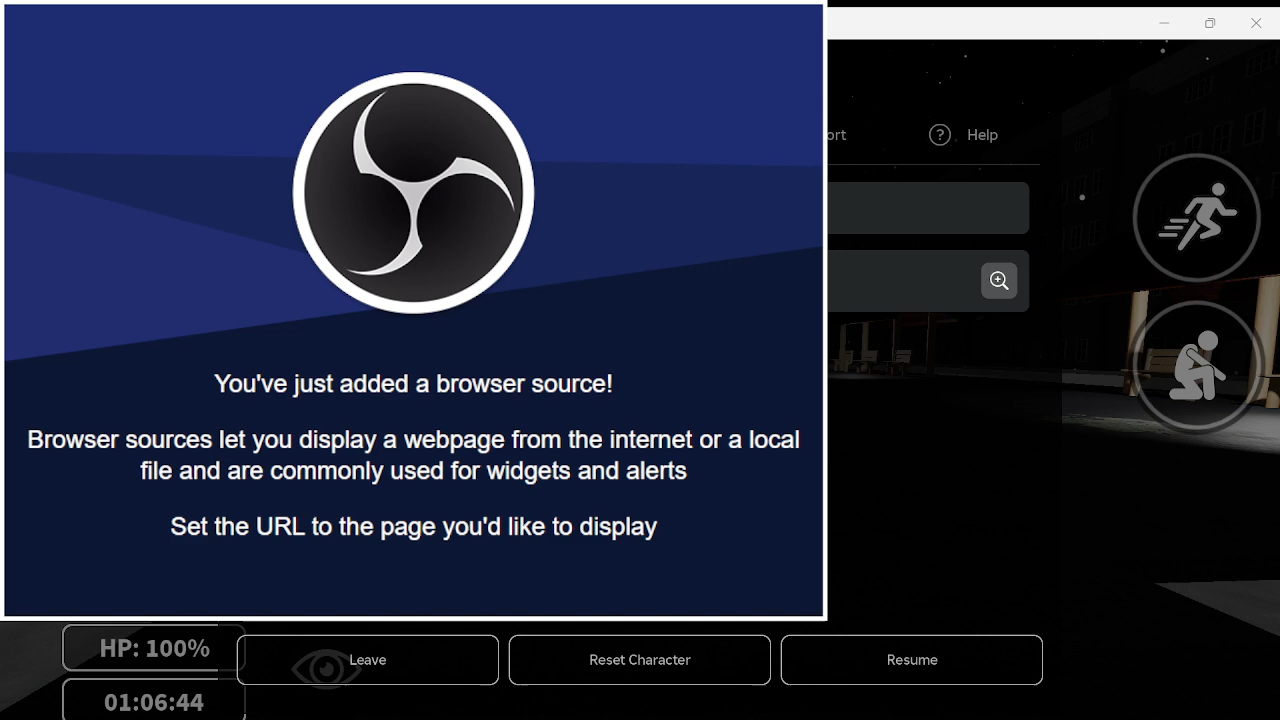 ort
? Help
You've just added a browser source!
Browser sources let you display a webpage from the internet or a local
file and are commonly used for widgets and alerts
Set the URL to the page you'd like to display
HP: 100%
Leave
Reset Character
Resume
01:06:44